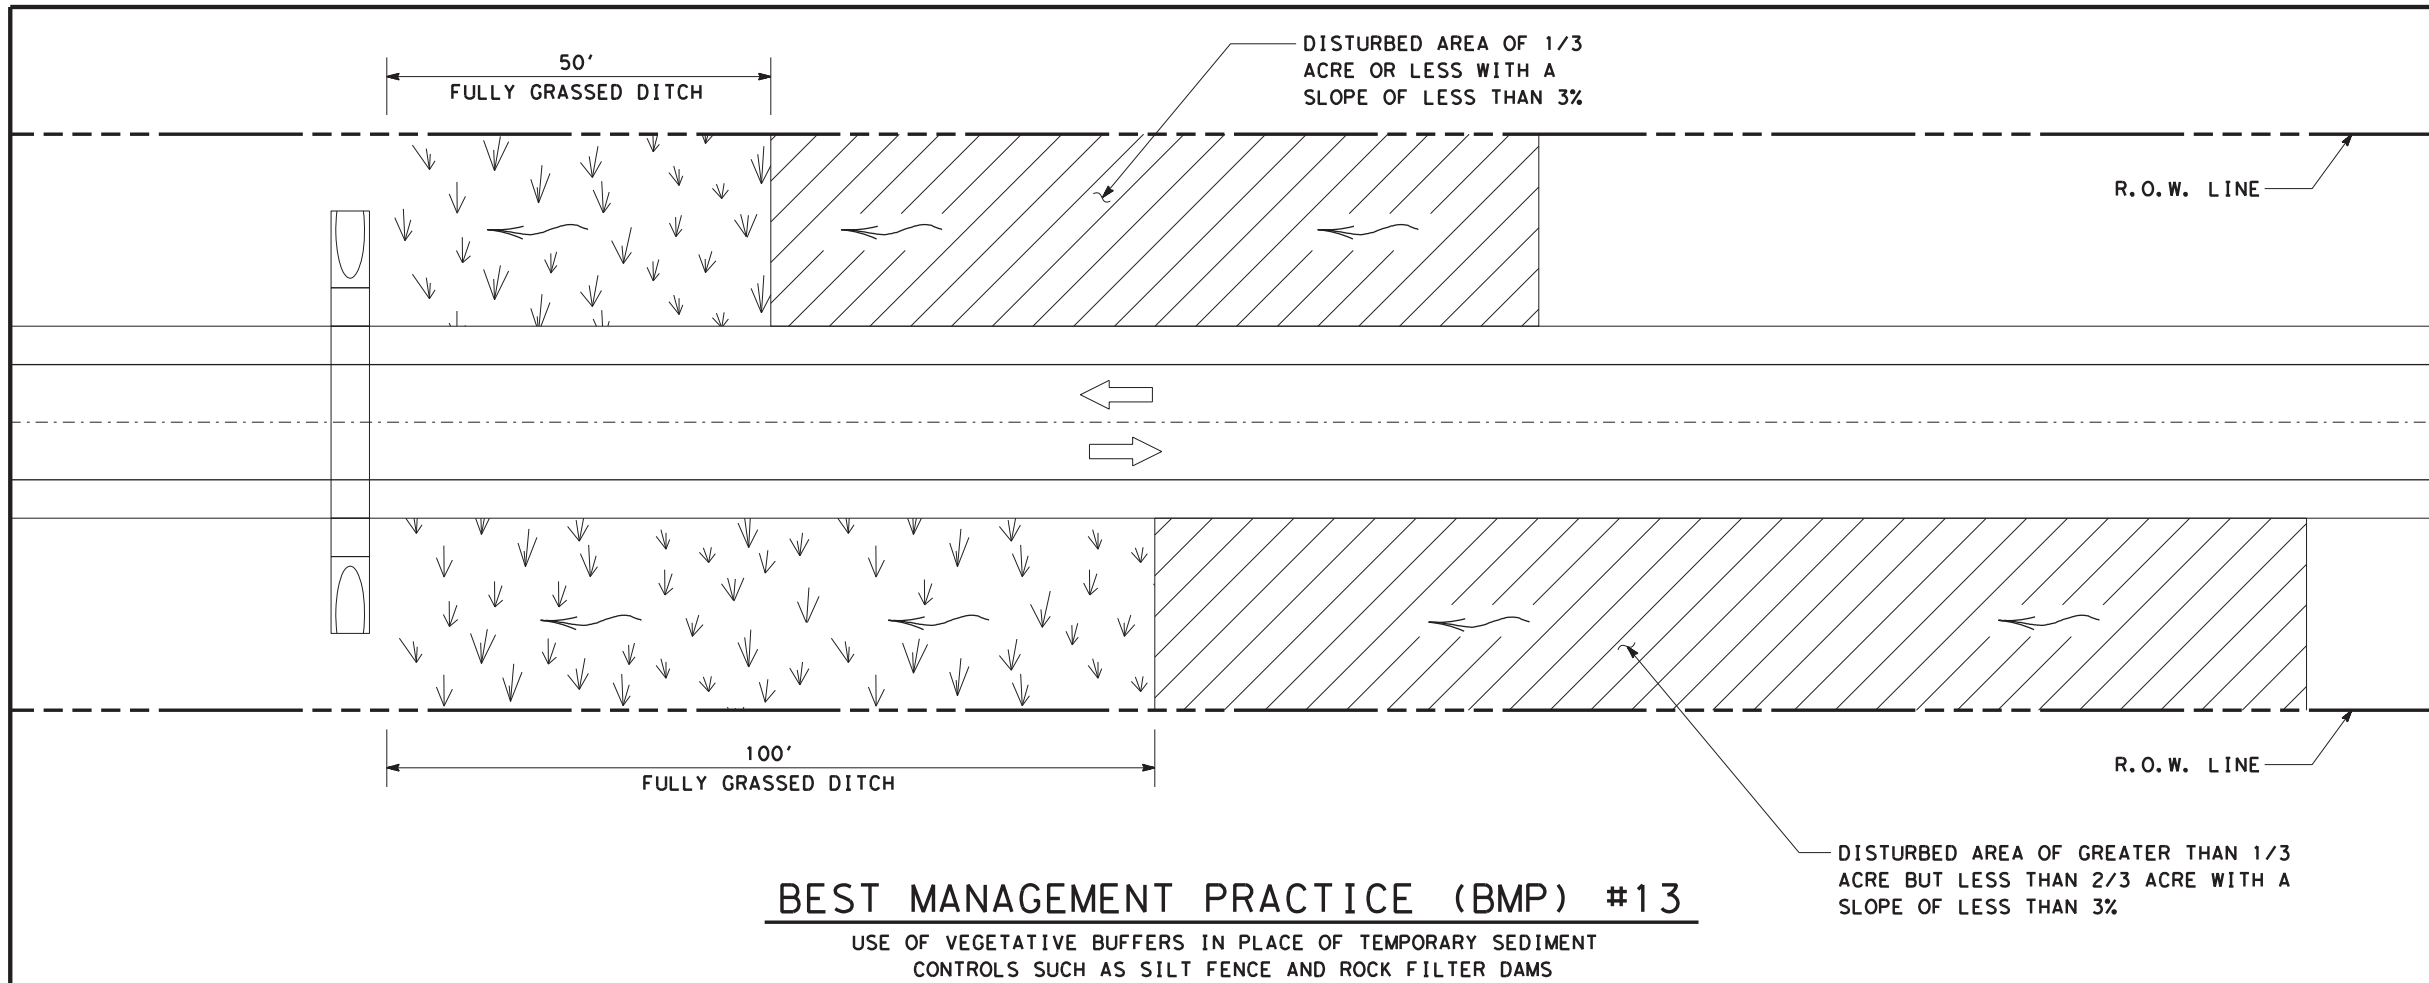 50'
FULLY GRASSED DITCH
DISTURBED AREA OF 1/3
ACRE OR LESS WITH A
SLOPE OF LESS THAN 3%
R.O.W. LINE
100'
FULLY GRASSED DITCH
R.O.W. LINE
DISTURBED AREA OF GREATER THAN 1/3
ACRE BUT LESS THAN 2/3 ACRE WITH A
SLOPE OF LESS THAN 3%
BEST MANAGEMENT PRACTICE (BMP) #13
USE OF VEGETATIVE BUFFERS IN PLACE OF TEMPORARY SEDIMENT
CONTROLS SUCH AS SILT FENCE AND ROCK FILTER DAMS